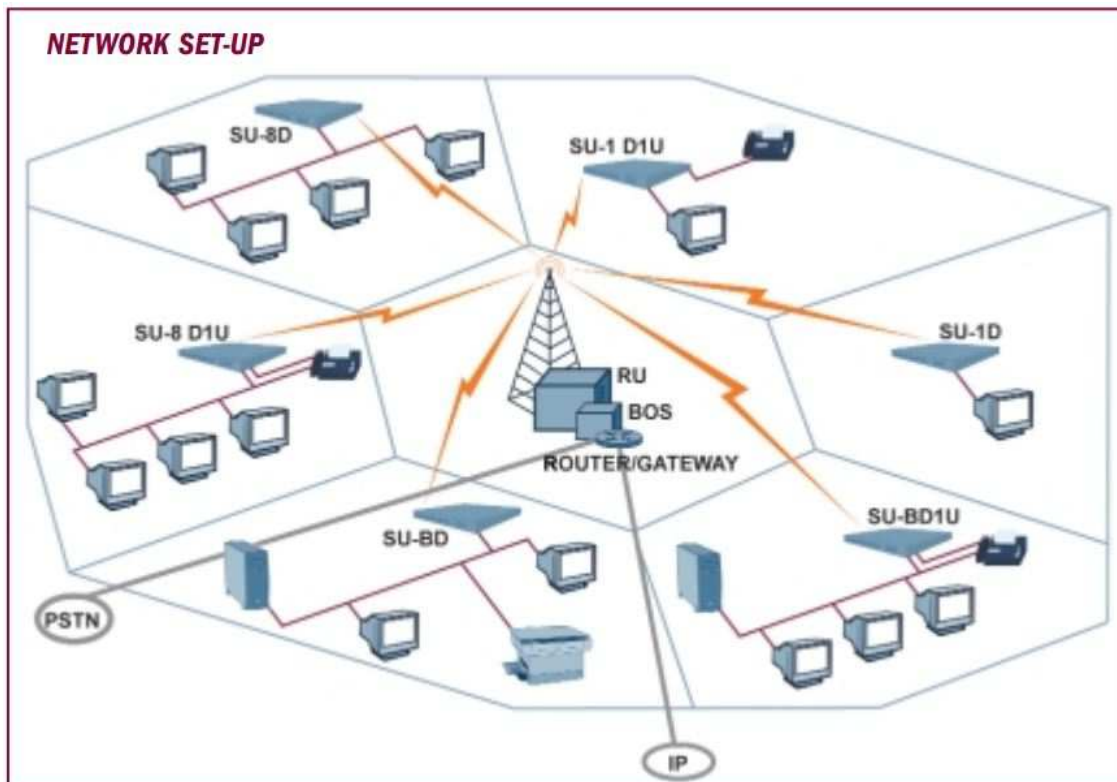 NETWORK SET-UP
SU-8D
SU-1 D1U
SU-8 D1U
SU-1D
RU
BOS
ROUTER/GATEWAY
SU-BD
SU-BD1U
PSTN
IP